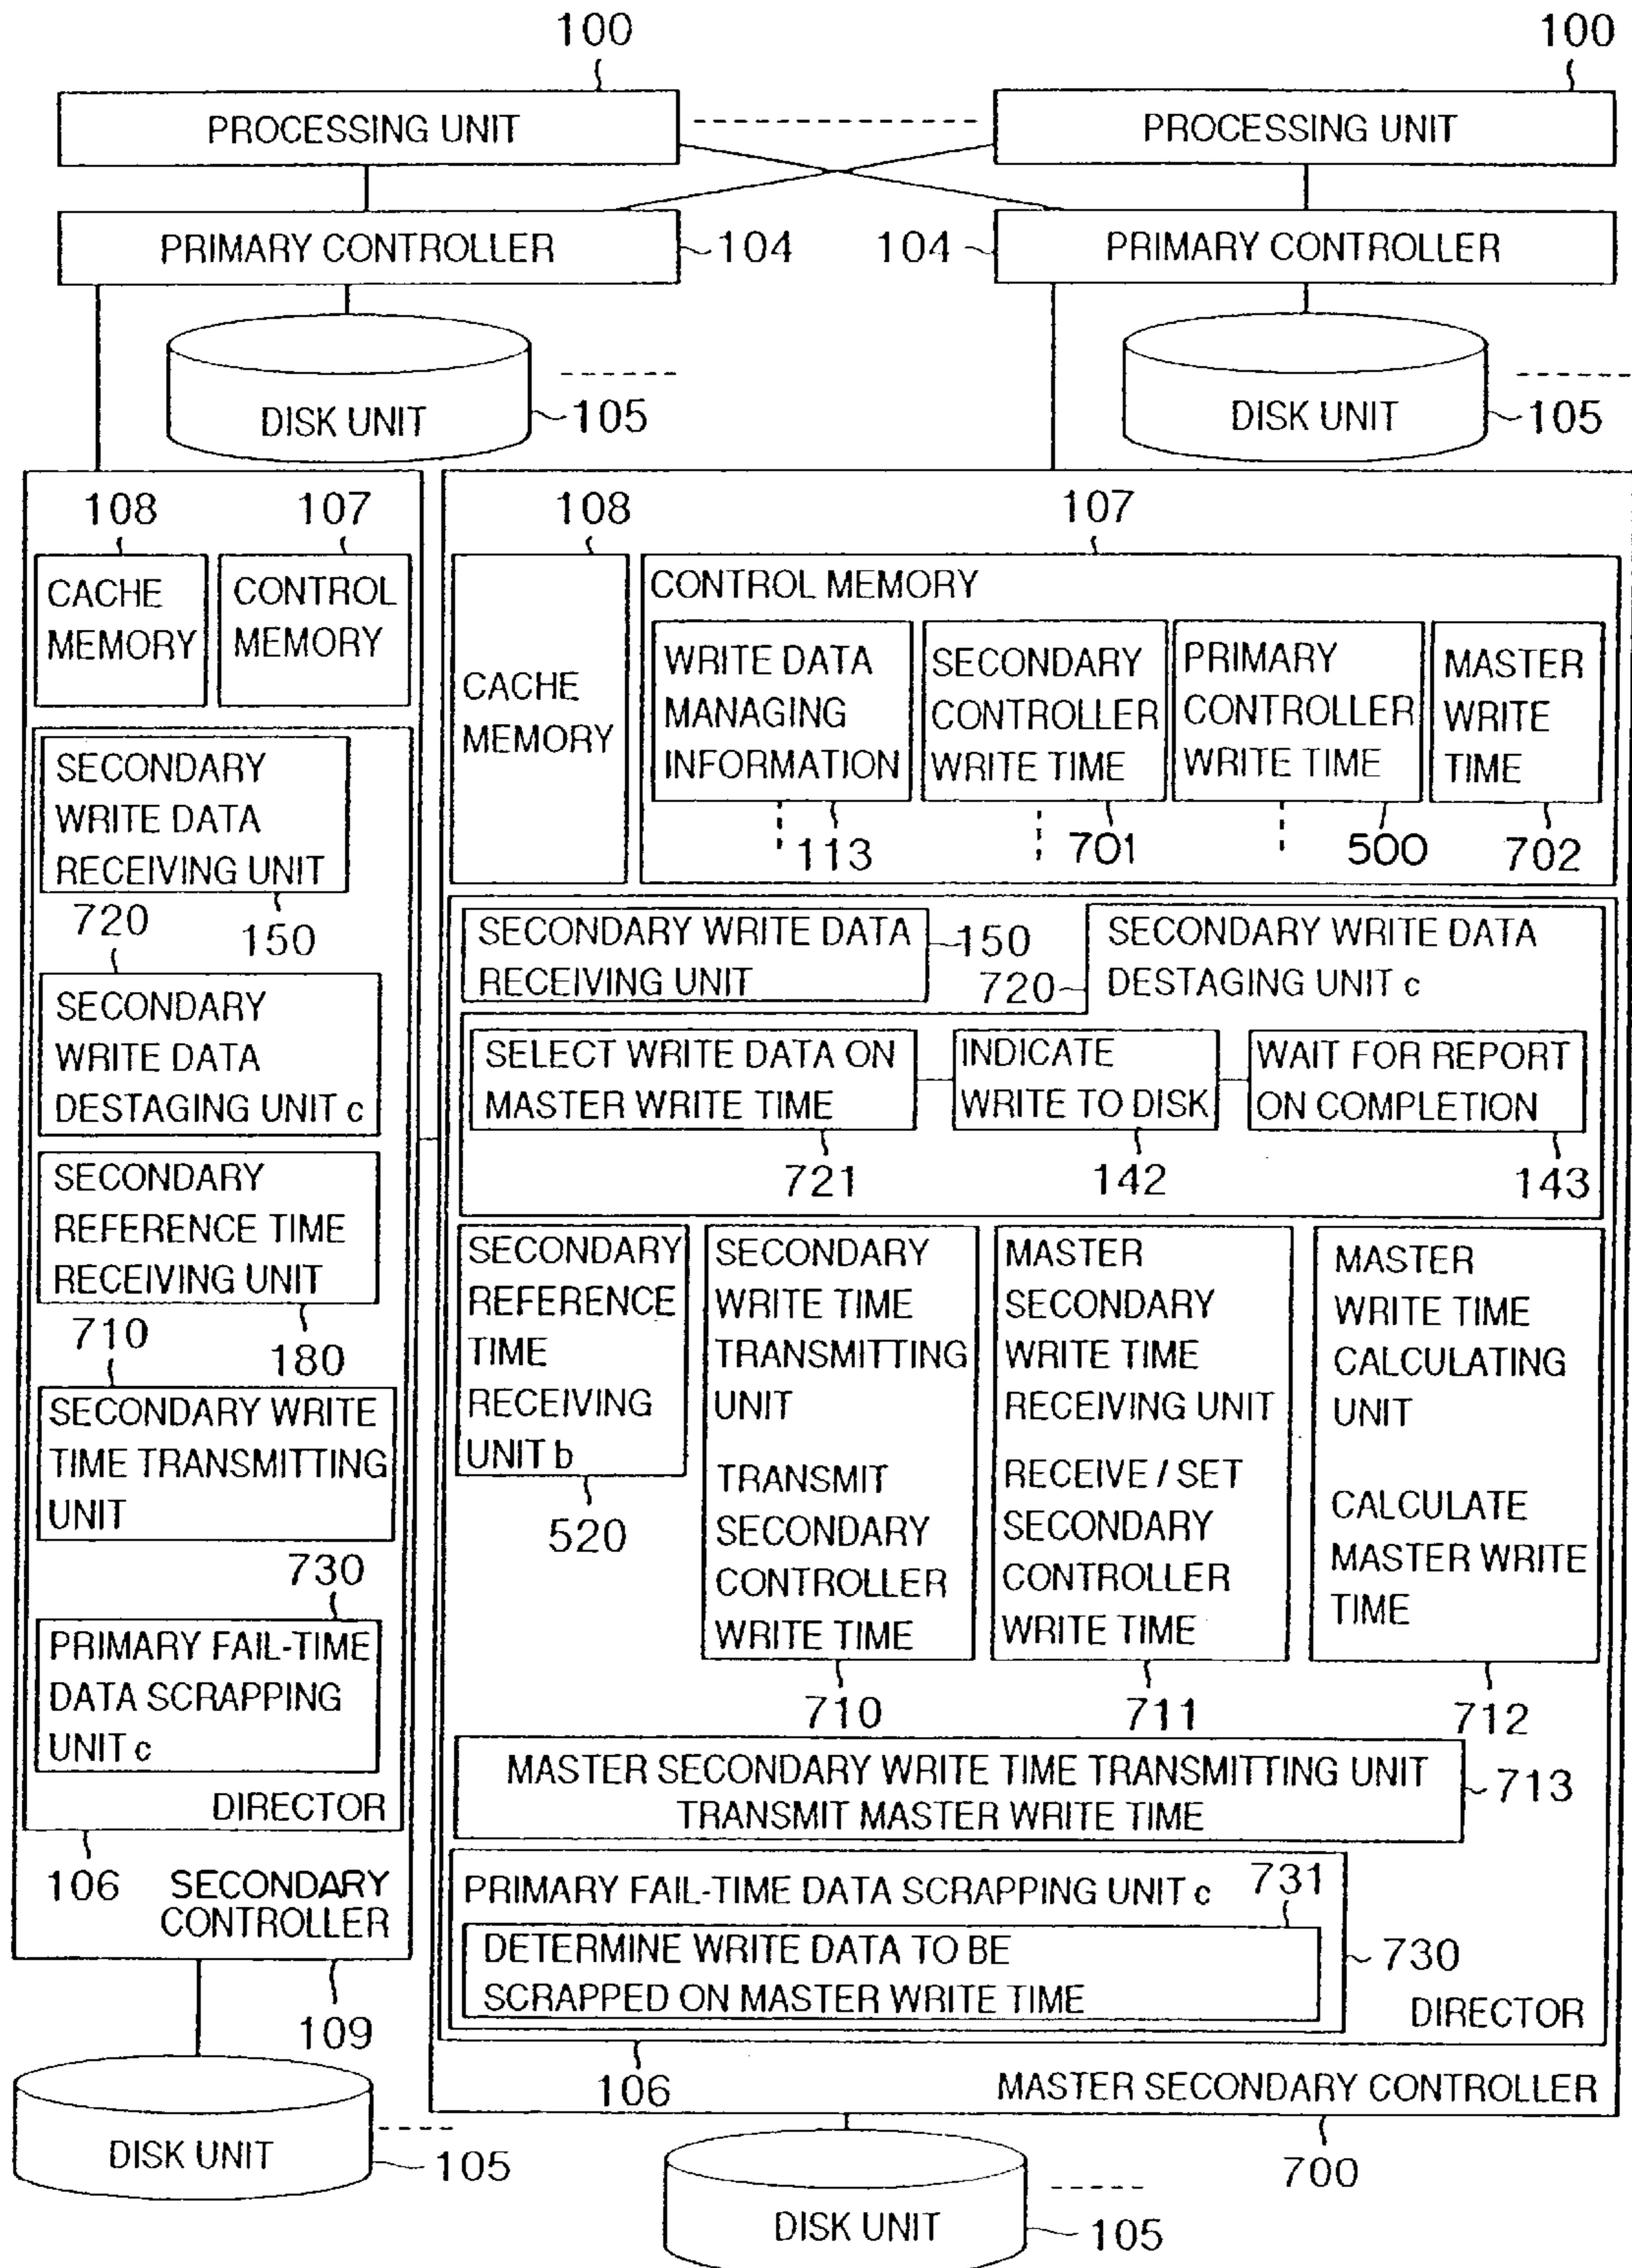 100
100
PROCESSING UNIT
PROCESSING UNIT
PRIMARY CONTROLLER
104
104
PRIMARY CONTROLLER
DISK UNIT
105
DISK UNIT
105
108
107
CACHE
MEMORY
CONTROL
MEMORY
SECONDARY
WRITE DATA
RECEIVING UNIT
720
150
SECONDARY
WRITE DATA
DESTAGING UNIT c
SECONDARY
REFERENCE TIME
RECEIVING UNIT
710
180
SECONDARY WRITE
TIME TRANSMITTING
UNIT
730
PRIMARY FAIL-TIME
DATA SCRAPPING
UNIT c
DIRECTOR
106
SECONDARY
CONTROLLER
109
DISK UNIT
105
108
107
CACHE
MEMORY
CONTROL MEMORY
WRITE DATA
MANAGING
INFORMATION
113
SECONDARY
CONTROLLER
WRITE TIME
701
PRIMARY
CONTROLLER
WRITE TIME
500
MASTER
WRITE
TIME
702
SECONDARY WRITE DATA
RECEIVING UNIT
150
720
SECONDARY WRITE DATA
DESTAGING UNIT c
SELECT WRITE DATA ON
MASTER WRITE TIME
721
INDICATE
WRITE TO DISK
142
WAIT FOR REPORT
ON COMPLETION
143
SECONDARY
REFERENCE
TIME
RECEIVING
UNIT b
520
SECONDARY
WRITE TIME
TRANSMITTING
UNIT
TRANSMIT
SECONDARY
CONTROLLER
WRITE TIME
710
MASTER
SECONDARY
WRITE TIME
RECEIVING UNIT
RECEIVE / SET
SECONDARY
CONTROLLER
WRITE TIME
711
MASTER
WRITE TIME
CALCULATING
UNIT
CALCULATE
MASTER WRITE
TIME
712
MASTER SECONDARY WRITE TIME TRANSMITTING UNIT
TRANSMIT MASTER WRITE TIME
713
PRIMARY FAIL-TIME DATA SCRAPPING UNIT c
731
DETERMINE WRITE DATA TO BE
SCRAPPED ON MASTER WRITE TIME
730
DIRECTOR
106
MASTER SECONDARY CONTROLLER
700
DISK UNIT
105